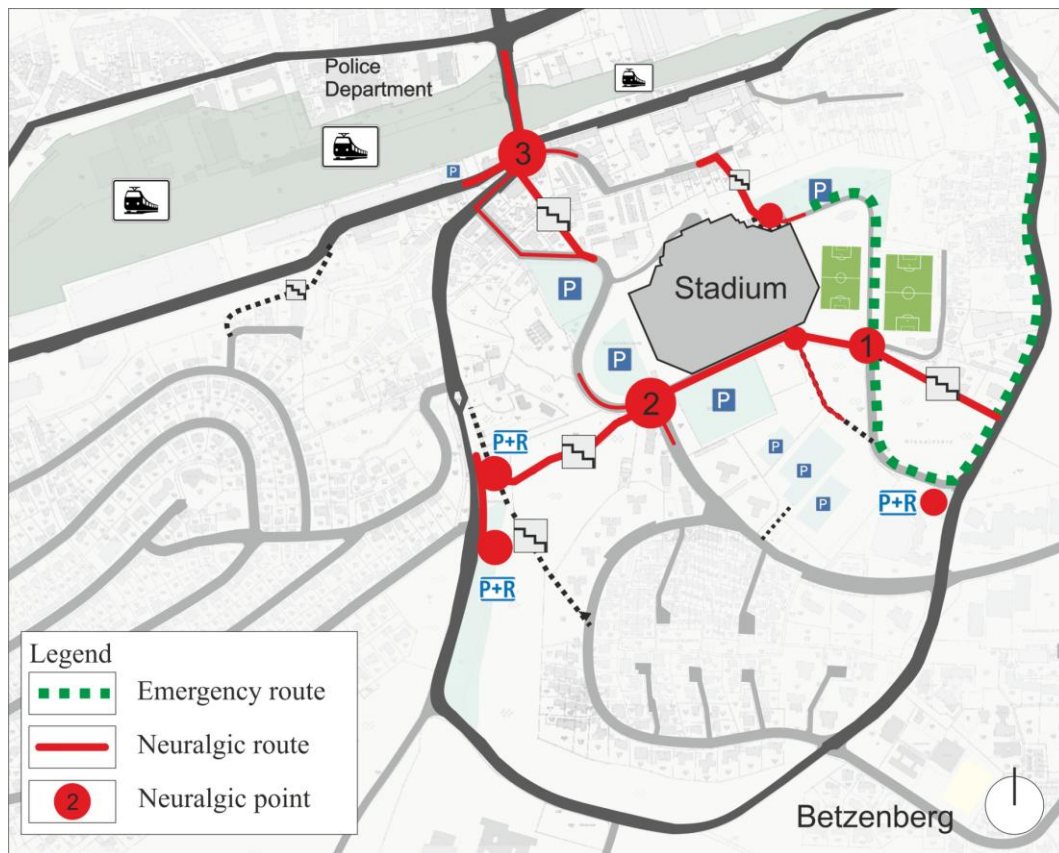 Police
Department
3
P
P
Stadium
P
1
P
2
P
P+R
P
P
P
P+R
P+R
Legend
Emergency route
Neuralgic route
2
Neuralgic point
Betzenberg